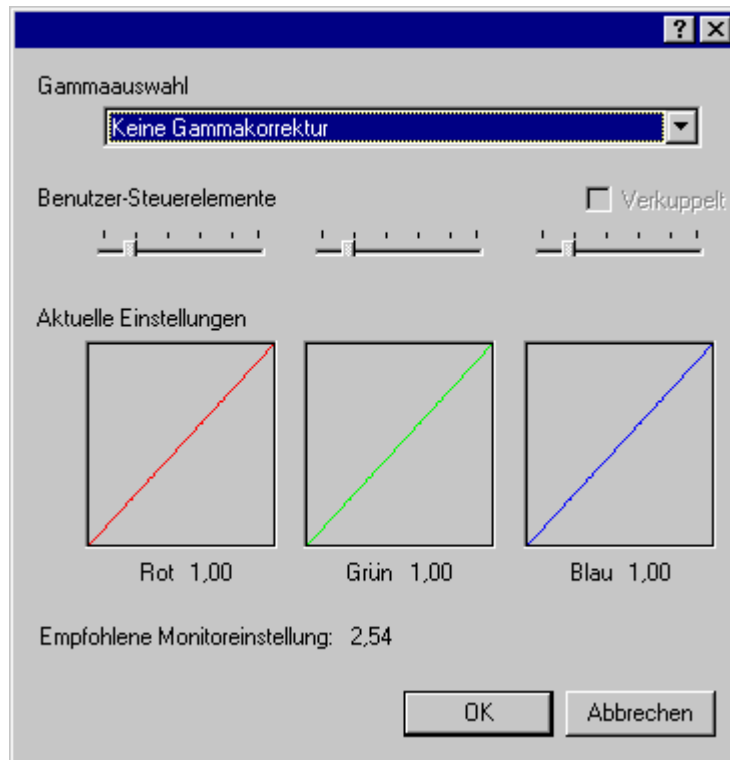 Gammaauswahl
Keine Gammakorrektur
Benutzer-Steuerelemente
Verkuppelt
Aktuelle Einstellungen
Rot 1,00
Grün 1,00
Blau 1,00
Empfohlene Monitoreinstellung: 2,54
OK
Abbrechen